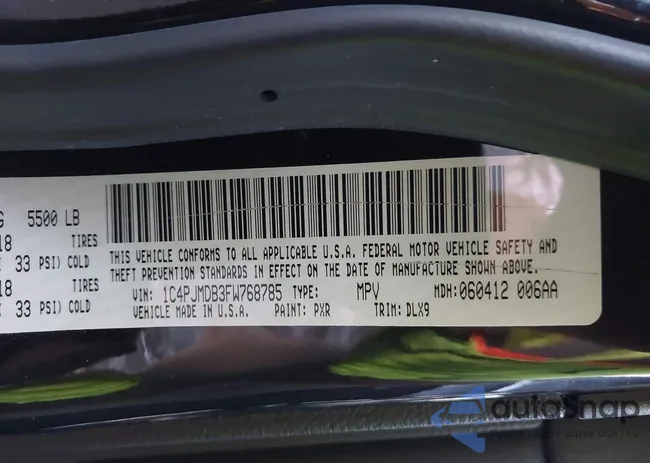 G 5500 LB
18 TIRES
33 PSI) COLD
18 TIRES
33 PSI) COLD
THIS VEHICLE CONFORMS TO ALL APPLICABLE U.S.A. FEDERAL MOTOR VEHICLE SAFETY AND
THEFT PREVENTION STANDARDS IN EFFECT ON THE DATE OF MANUFACTURE SHOWN ABOVE.
VIN: 1C4PJMDB3FW768785 TYPE: MPV MDH: 060412 006AA
VEHICLE MADE IN U.S.A. PAINT: PXR TRIM: DLX9
autoSnap